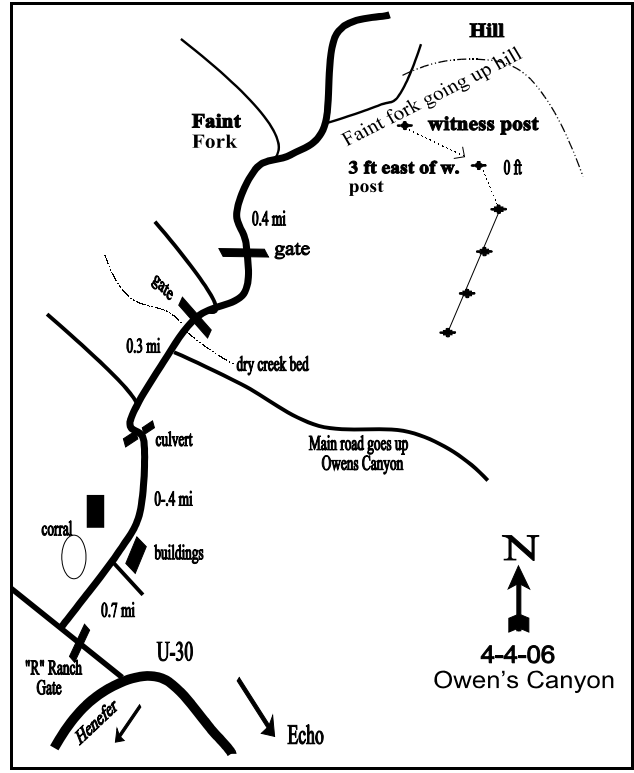 Hill
Faint fork going up hill
Faint
Fork
witness post
3 ft east of w.
post
0 ft
0.4 mi
gate
gate
0.3 mi
dry creek bed
culvert
Main road goes up
Owens Canyon
0-.4 mi
corral
buildings
0.7 mi
N
4-4-06
Owen's Canyon
"R" Ranch
Gate
U-30
Henefer
Echo